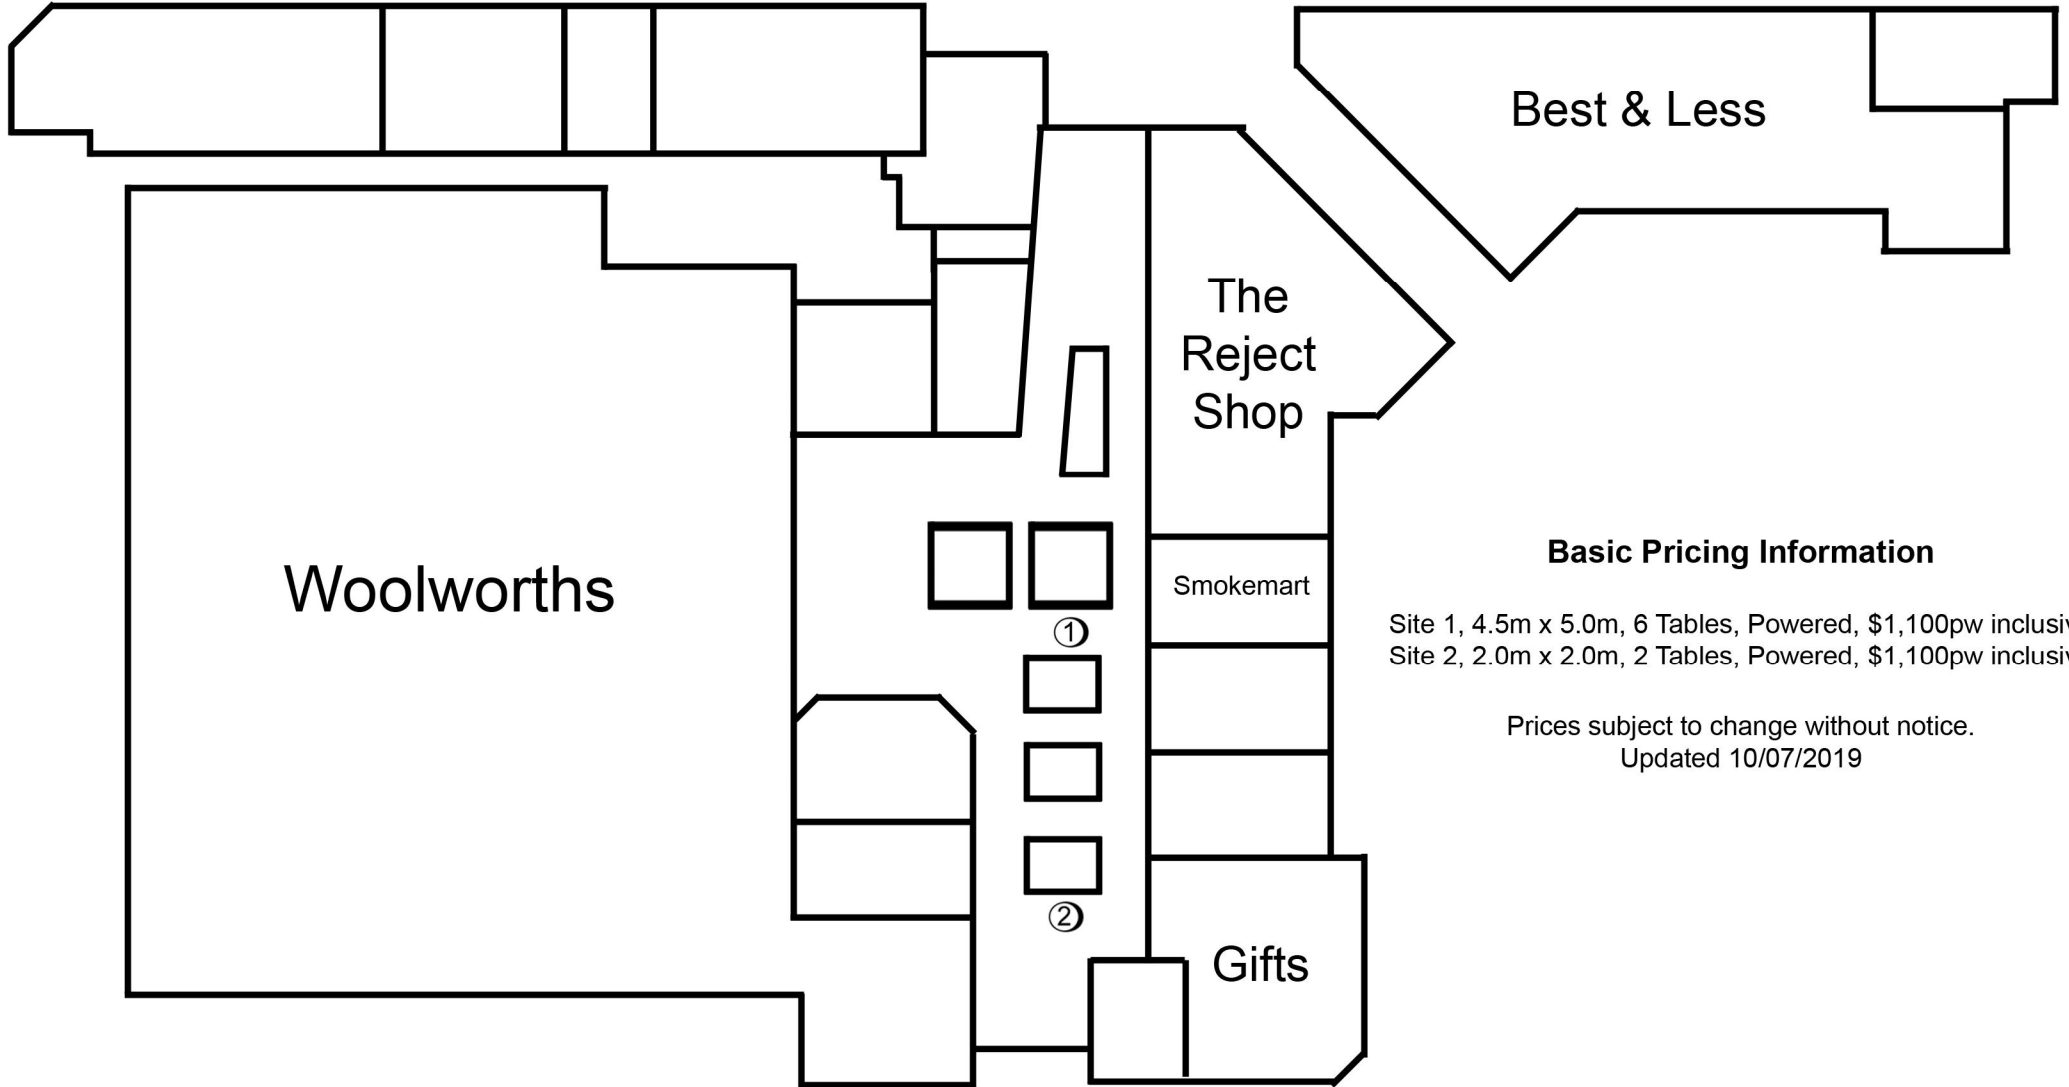 Best & Less
The
Reject
Shop
Woolworths
Smokemart
Basic Pricing Information
Site 1, 4.5m x 5.0m, 6 Tables, Powered, $1,100pw inclusiv
Site 2, 2.0m x 2.0m, 2 Tables, Powered, $1,100pw inclusiv
Prices subject to change without notice.
Updated 10/07/2019
①
②
Gifts